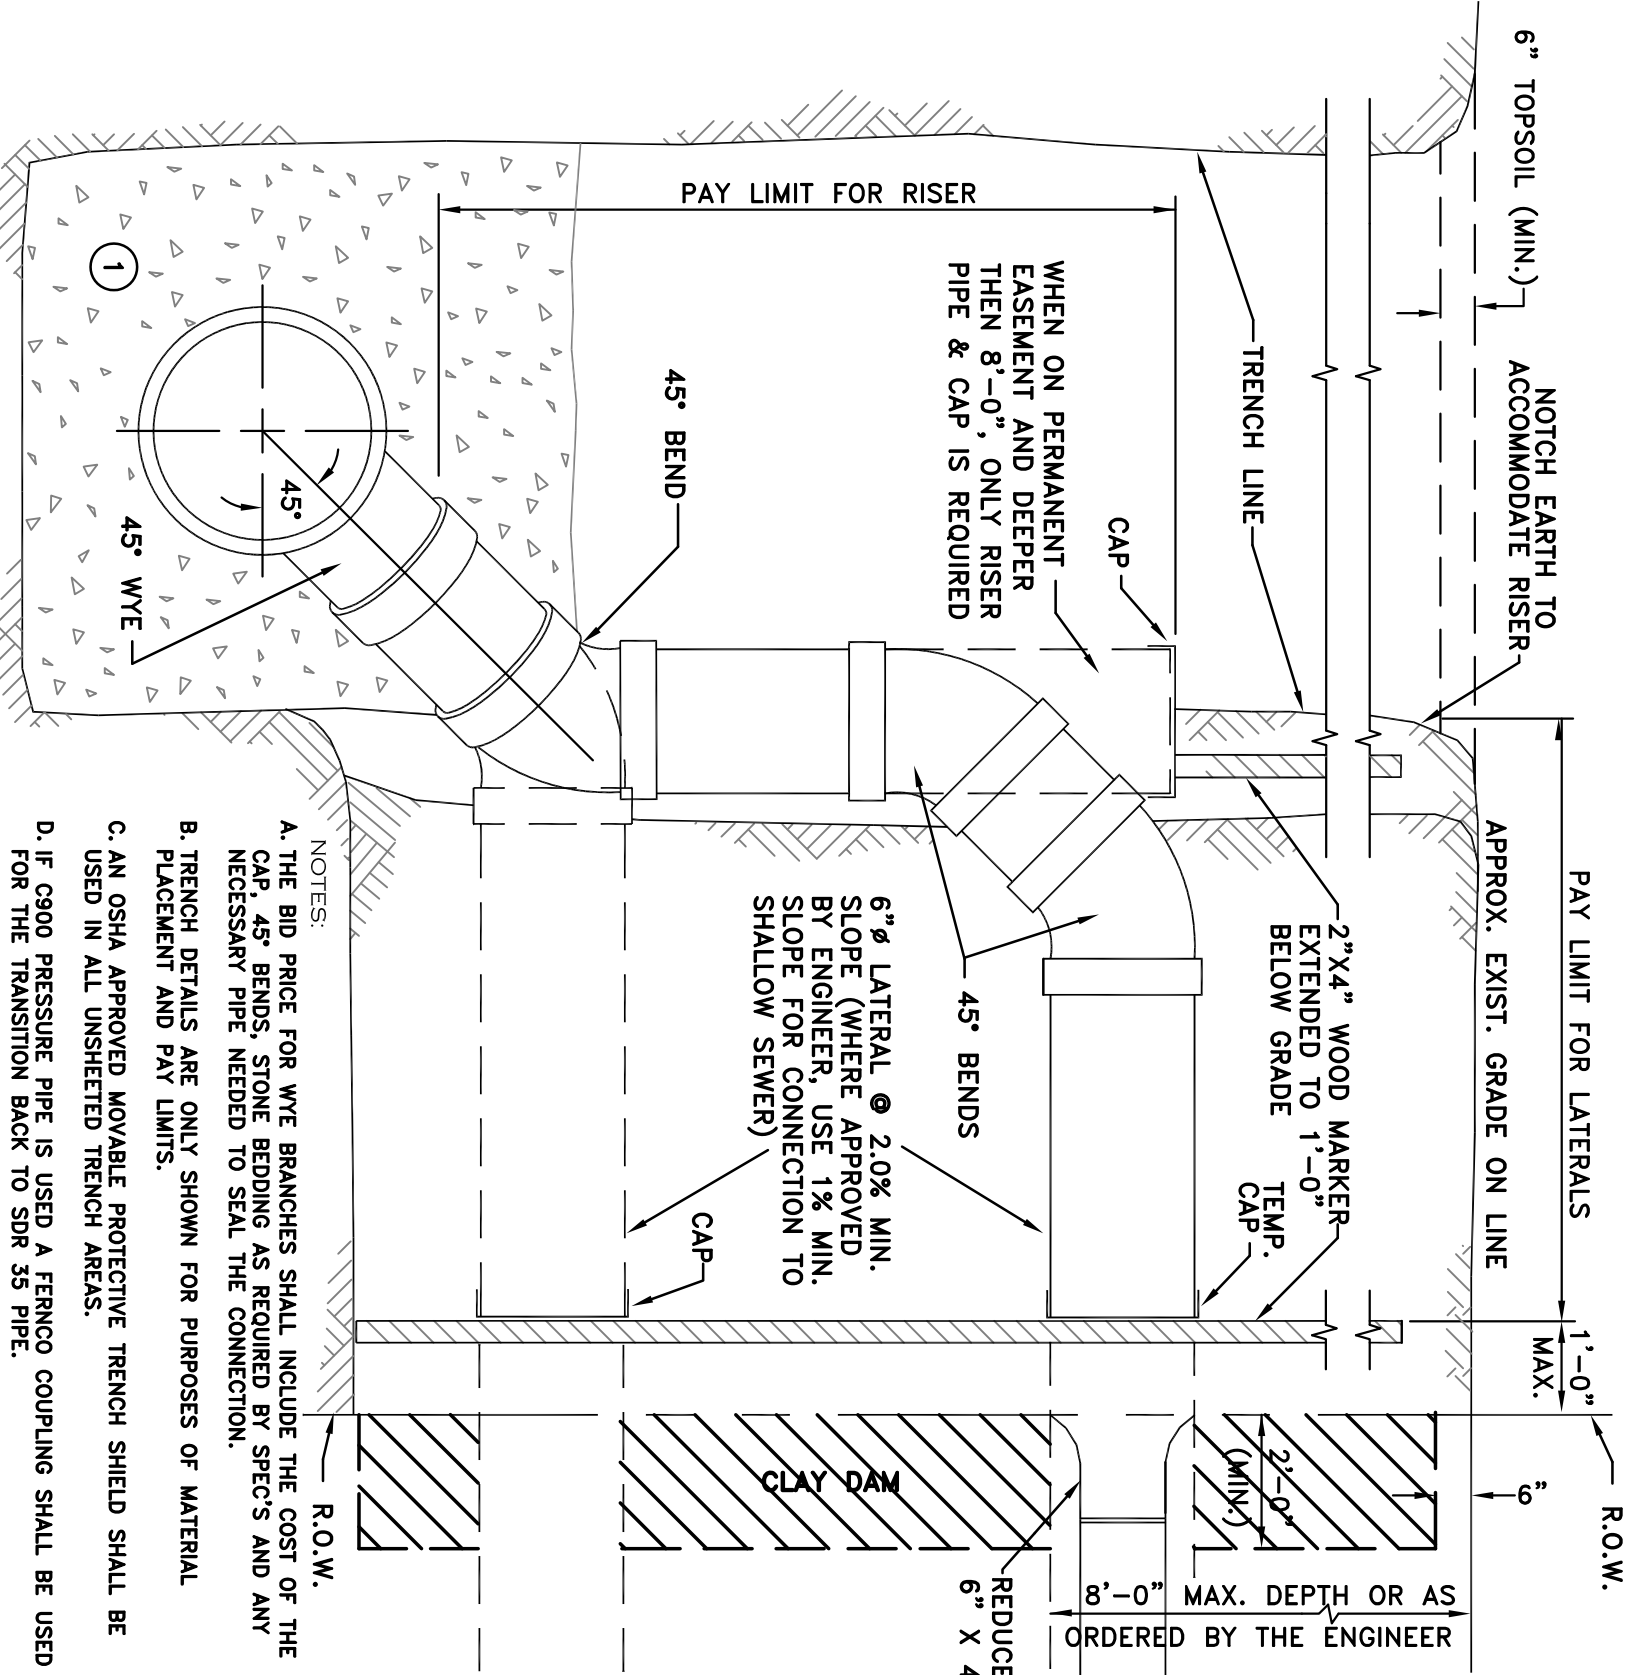 6" TOPSOIL (MIN.)
NOTCH EARTH TO
ACCOMMODATE RISER
APPROX. EXIST. GRADE ON LINE
PAY LIMIT FOR LATERALS
1'-0"
MAX.
R.O.W.
6"
TRENCH LINE
PAY LIMIT FOR RISER
WHEN ON PERMANENT
EASEMENT AND DEEPER
THEN 8'-0", ONLY RISER
PIPE & CAP IS REQUIRED
CAP
2"X4" WOOD MARKER
EXTENDED TO 1'-0"
BELOW GRADE
TEMP.
CAP
2'-0"
(MIN.)
8'-0" MAX. DEPTH OR AS
ORDERED BY THE ENGINEER
45° BENDS
REDUCE
6" X 4
6"ø LATERAL @ 2.0% MIN.
SLOPE (WHERE APPROVED
BY ENGINEER, USE 1% MIN.
SLOPE FOR CONNECTION TO
SHALLOW SEWER)
CLAY DAM
45° BEND
CAP
45°
45° WYE
1
R.O.W.
NOTES:
A. THE BID PRICE FOR WYE BRANCHES SHALL INCLUDE THE COST OF THE
CAP, 45° BENDS, STONE BEDDING AS REQUIRED BY SPEC'S AND ANY
NECESSARY PIPE NEEDED TO SEAL THE CONNECTION.
B. TRENCH DETAILS ARE ONLY SHOWN FOR PURPOSES OF MATERIAL
PLACEMENT AND PAY LIMITS.
C. AN OSHA APPROVED MOVABLE PROTECTIVE TRENCH SHIELD SHALL BE
USED IN ALL UNSHEETED TRENCH AREAS.
D. IF C900 PRESSURE PIPE IS USED A FERNCO COUPLING SHALL BE USED
FOR THE TRANSITION BACK TO SDR 35 PIPE.